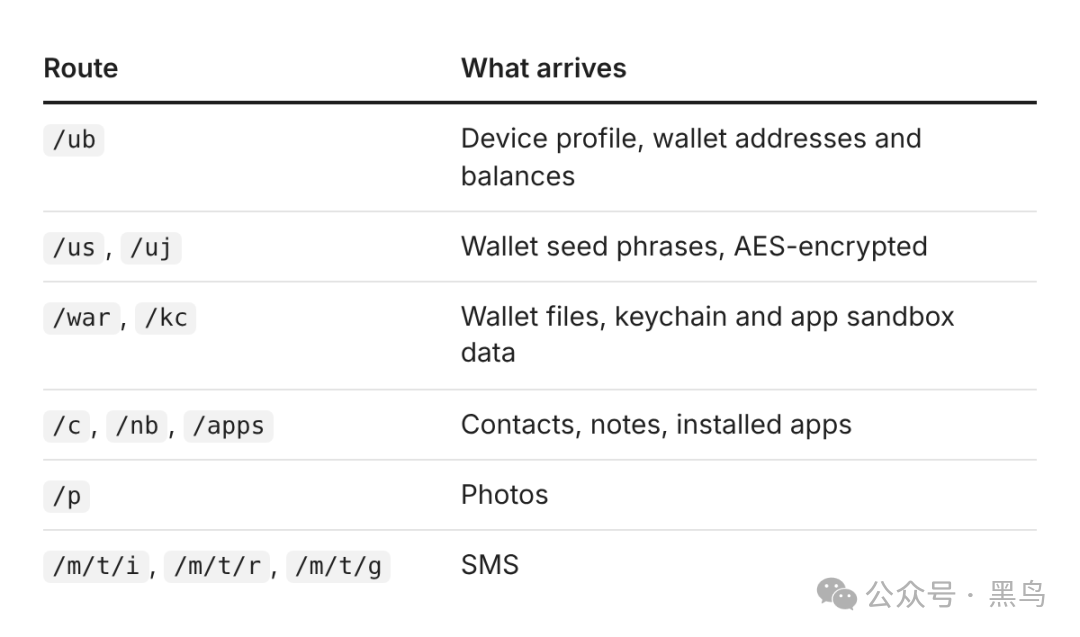 Route What arrives
/ub Device profile, wallet addresses and
balances
/us, /uj Wallet seed phrases, AES-encrypted
/war, /kc Wallet files, keychain and app sandbox
data
/c, /nb, /apps Contacts, notes, installed apps
/p Photos
/m/t/i, /m/t/r, /m/t/g SMS
公众号 · 黑鸟